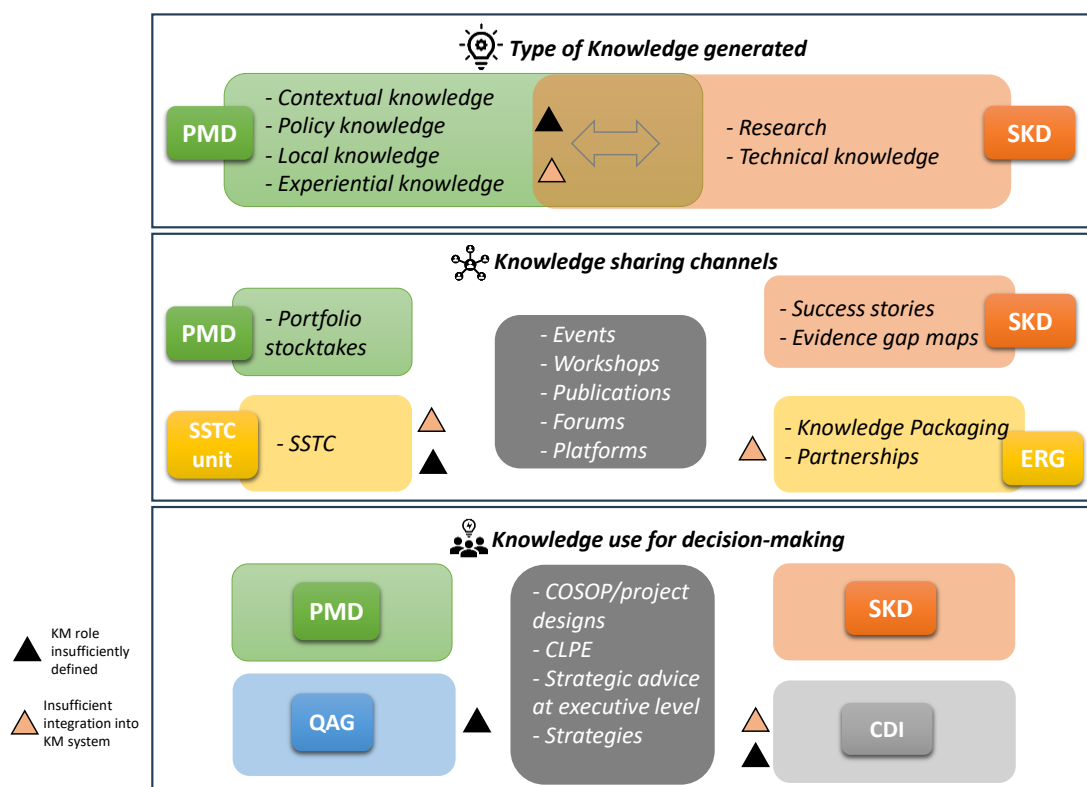 Type of Knowledge generated
PMD
- Contextual knowledge
- Policy knowledge
- Local knowledge
- Experiential knowledge
- Research
- Technical knowledge
SKD
Knowledge sharing channels
PMD
- Portfolio
stocktakes
- Events
- Workshops
- Publications
- Forums
- Platforms
- Success stories
- Evidence gap maps
SKD
SSTC
unit
- SSTC
- Knowledge Packaging
- Partnerships
ERG
Knowledge use for decision-making
PMD
- COSOP/project
designs
- CLPE
- Strategic advice
at executive level
- Strategies
SKD
QAG
CDI
KM role
insufficiently
defined
Insufficient
integration into
KM system